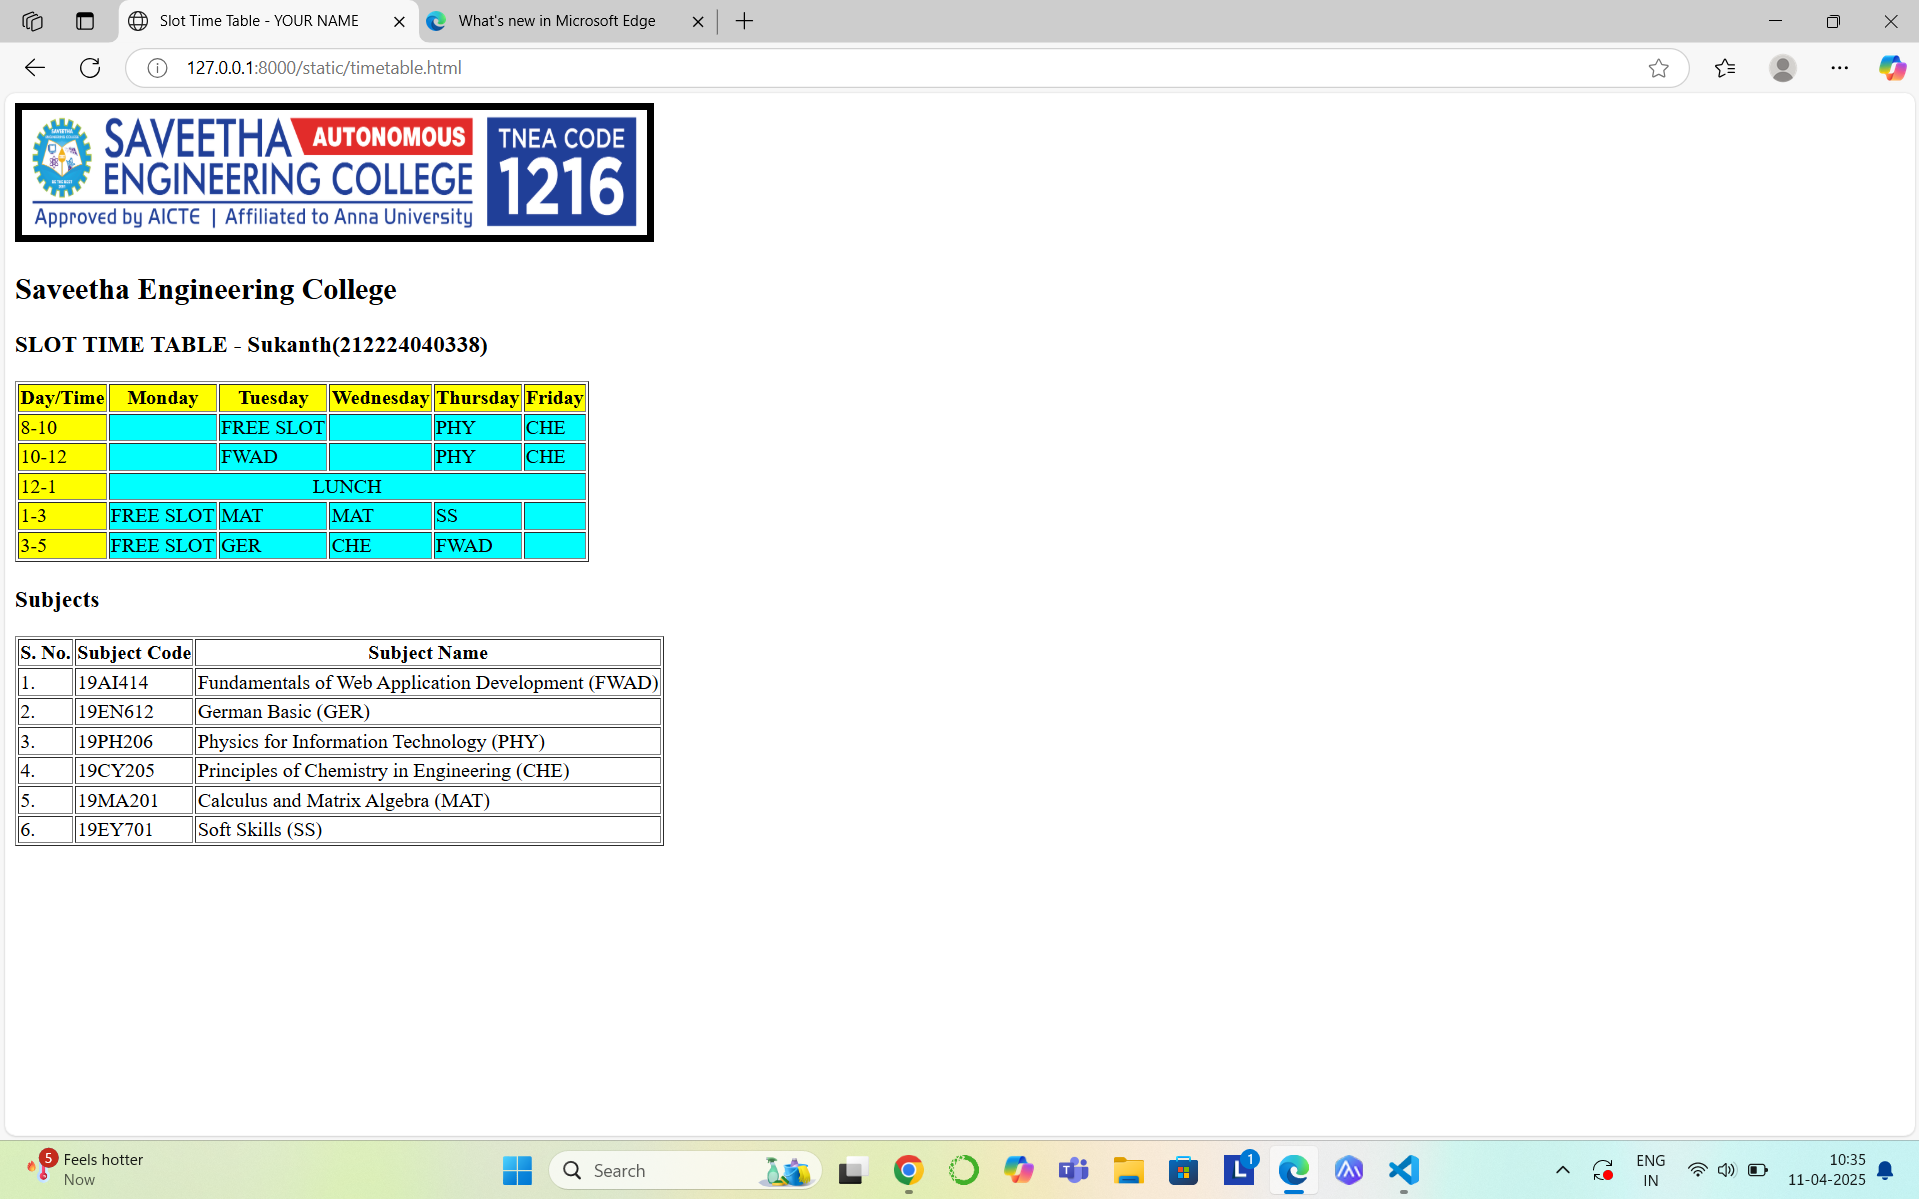 Slot Time Table - YOUR NAME
What's new in Microsoft Edge
127.0.0.1:8000/static/timetable.html
SAVEETHA AUTONOMOUS
ENGINEERING COLLEGE
Approved by AICTE | Affiliated to Anna University
TNEA CODE
1216
Saveetha Engineering College
SLOT TIME TABLE - Sukanth(212224040338)
Day/Time Monday Tuesday Wednesday Thursday Friday
8-10 FREE SLOT PHY CHE
10-12 FWAD PHY CHE
12-1 LUNCH
1-3 FREE SLOT MAT MAT SS
3-5 FREE SLOT GER CHE FWAD
Subjects
S. No. Subject Code Subject Name
1. 19AI414 Fundamentals of Web Application Development (FWAD)
2. 19EN612 German Basic (GER)
3. 19PH206 Physics for Information Technology (PHY)
4. 19CY205 Principles of Chemistry in Engineering (CHE)
5. 19MA201 Calculus and Matrix Algebra (MAT)
6. 19EY701 Soft Skills (SS)
5
Feels hotter
Now
Search
L 1
ENG
IN
10:35
11-04-2025